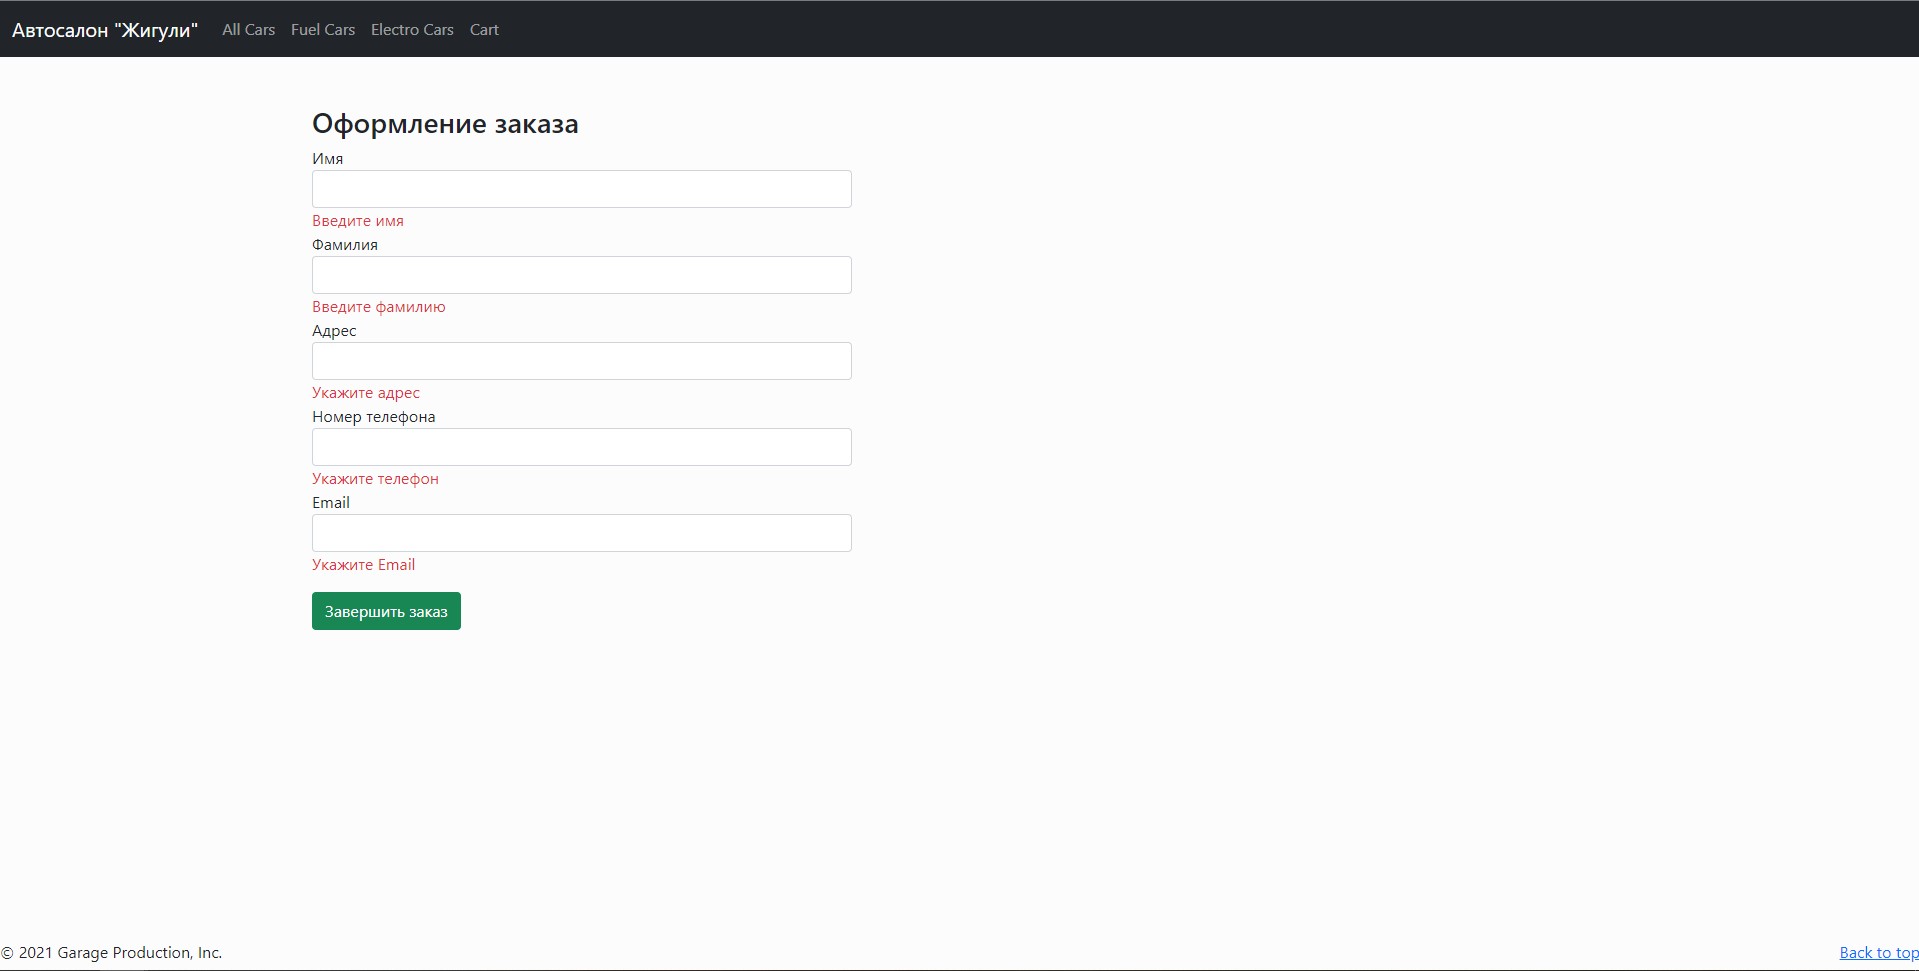 Автосалон "Жигули" All Cars Fuel Cars Electro Cars Cart
Оформление заказа
Имя
Введите имя
Фамилия
Введите фамилию
Адрес
Укажите адрес
Номер телефона
Укажите телефон
Email
Укажите Email
Завершить заказ
© 2021 Garage Production, Inc. Back to top